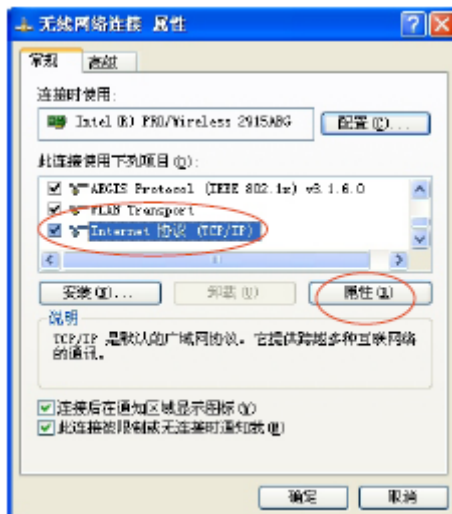 无线网络连接 属性
常规 高级
连接时使用:
Intel (R) PRO/Wireless 2915ABG 配置(C)...
此连接使用下列项目(O):
AEGIS Protocol (IEEE 802.1x) v3.1.6.0
WLAN Transport
Internet 协议 (TCP/IP)
安装(N)... 卸载(U) 属性(R)
说明
TCP/IP 是默认的广域网协议。它提供跨越多种互联网络
的通讯。
连接后在通知区域显示图标(W)
此连接被限制或无连接时通知我(M)
确定 取消